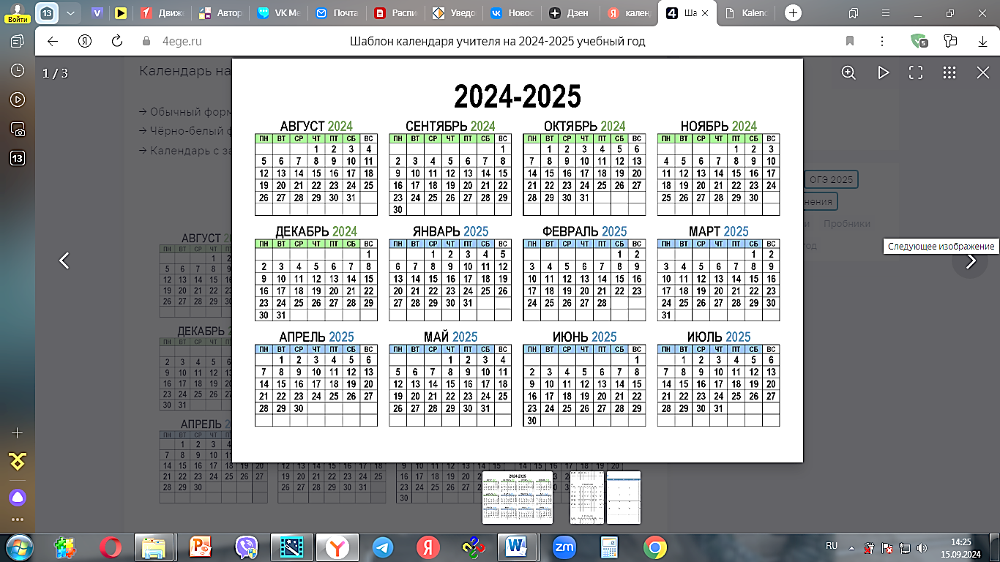 Войти
13
Движ
Автор
VK Ме
Почта
Распи
Уведо
Новос
Дзен
кален
Ша
Kalenc
4ege.ru
Шаблон календаря учителя на 2024-2025 учебный год
5
1 / 3
Календарь на
→ Обычный форм
→ Чёрно-белый ф
→ Календарь с за
13
2024-2025
АВГУСТ 2024
ПН ВТ СР ЧТ ПТ СБ ВС
1 2 3 4
5 6 7 8 9 10 11
12 13 14 15 16 17 18
19 20 21 22 23 24 25
26 27 28 29 30 31
СЕНТЯБРЬ 2024
ПН ВТ СР ЧТ ПТ СБ ВС
1
2 3 4 5 6 7 8
9 10 11 12 13 14 15
16 17 18 19 20 21 22
23 24 25 26 27 28 29
30
ОКТЯБРЬ 2024
ПН ВТ СР ЧТ ПТ СБ ВС
1 2 3 4 5 6
7 8 9 10 11 12 13
14 15 16 17 18 19 20
21 22 23 24 25 26 27
28 29 30 31
НОЯБРЬ 2024
ПН ВТ СР ЧТ ПТ СБ ВС
1 2 3
4 5 6 7 8 9 10
11 12 13 14 15 16 17
18 19 20 21 22 23 24
25 26 27 28 29 30
ДЕКАБРЬ 2024
ПН ВТ СР ЧТ ПТ СБ ВС
1
2 3 4 5 6 7 8
9 10 11 12 13 14 15
16 17 18 19 20 21 22
23 24 25 26 27 28 29
30 31
ЯНВАРЬ 2025
ПН ВТ СР ЧТ ПТ СБ ВС
1 2 3 4 5
6 7 8 9 10 11 12
13 14 15 16 17 18 19
20 21 22 23 24 25 26
27 28 29 30 31
ФЕВРАЛЬ 2025
ПН ВТ СР ЧТ ПТ СБ ВС
1 2
3 4 5 6 7 8 9
10 11 12 13 14 15 16
17 18 19 20 21 22 23
24 25 26 27 28
МАРТ 2025
ПН ВТ СР ЧТ ПТ СБ ВС
1 2
3 4 5 6 7 8 9
10 11 12 13 14 15 16
17 18 19 20 21 22 23
24 25 26 27 28 29 30
31
АПРЕЛЬ 2025
ПН ВТ СР ЧТ ПТ СБ ВС
1 2 3 4 5 6
7 8 9 10 11 12 13
14 15 16 17 18 19 20
21 22 23 24 25 26 27
28 29 30
МАЙ 2025
ПН ВТ СР ЧТ ПТ СБ ВС
1 2 3 4
5 6 7 8 9 10 11
12 13 14 15 16 17 18
19 20 21 22 23 24 25
26 27 28 29 30 31
ИЮНЬ 2025
ПН ВТ СР ЧТ ПТ СБ ВС
1
2 3 4 5 6 7 8
9 10 11 12 13 14 15
16 17 18 19 20 21 22
23 24 25 26 27 28 29
30
ИЮЛЬ 2025
ПН ВТ СР ЧТ ПТ СБ ВС
1 2 3 4 5 6
7 8 9 10 11 12 13
14 15 16 17 18 19 20
21 22 23 24 25 26 27
28 29 30 31
ОГЭ 2025
нения
Пробники
Следующее изображение
год
2024-2025
RU
14:25
15.09.2024